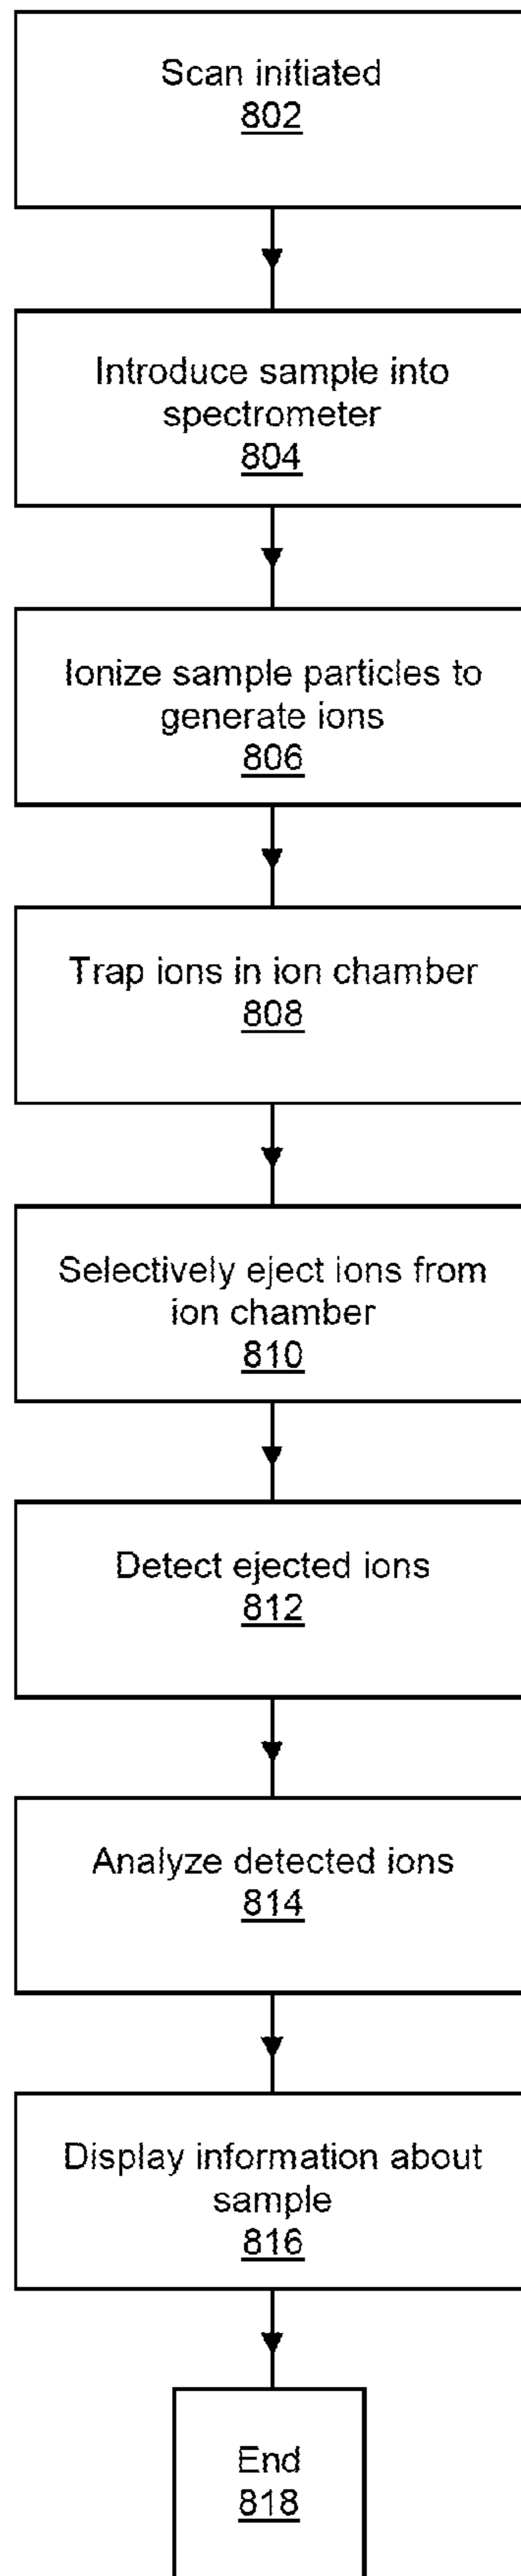 Scan initiated
802
Introduce sample into
spectrometer
804
Ionize sample particles to
generate ions
806
Trap ions in ion chamber
808
Selectively eject ions from
ion chamber
810
Detect ejected ions
812
Analyze detected ions
814
Display information about
sample
816
End
818